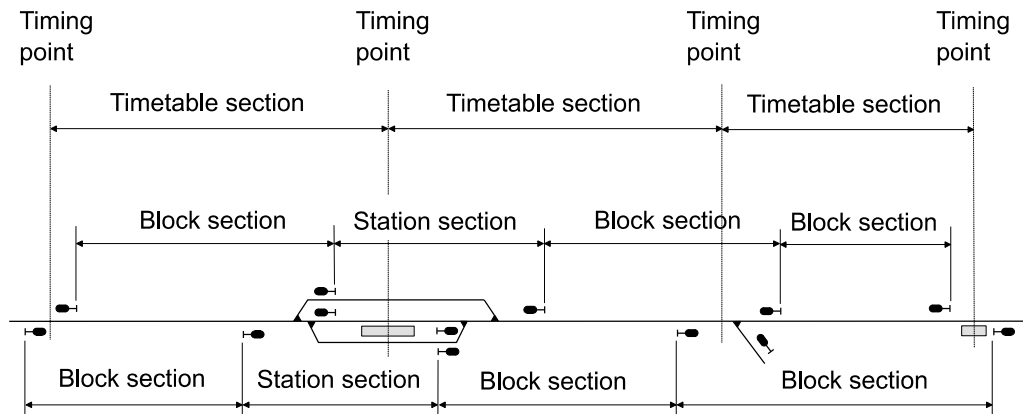 Timing
point
Timing
point
Timing
point
Timing
point
Timetable section
Timetable section
Timetable section
Block section
Station section
Block section
Block section
Block section
Station section
Block section
Block section